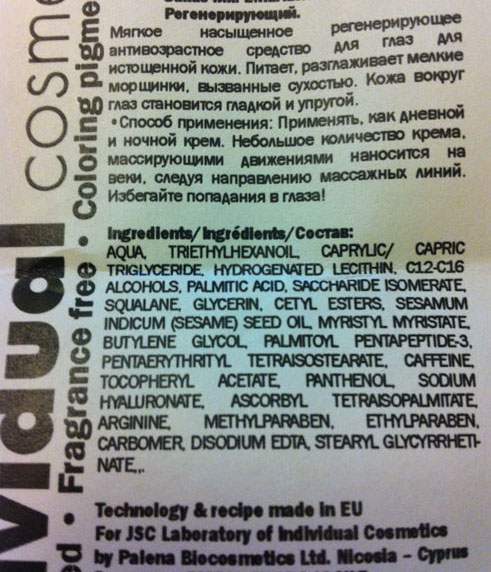 Регенерирующий.
Мягкое насыщенное регенерирующее
антивозрастное средство для глаз для
истощенной кожи. Питает, разглаживает мелкие
морщинки, вызванные сухостью. Кожа вокруг
глаз становится гладкой и упругой.
•Способ применения: Применять, как дневной
и ночной крем. Небольшое количество крема,
массирующими движениями наносится на
веки, следуя направлению массажных линий.
Избегайте попадания в глаза!
Ingredients/Ingrédients/Состав:
AQUA, TRIETHYLHEXANOIL, CAPRYLIC/ CAPRIC
TRIGLYCERIDE, HYDROGENATED LECITHIN, C12-C16
ALCOHOLS, PALMITIC ACID, SACCHARIDE ISOMERATE,
SQUALANE, GLYCERIN, CETYL ESTERS, SESAMUM
INDICUM (SESAME) SEED OIL, MYRISTYL MYRISTATE,
BUTYLENE GLYCOL, PALMITOYL PENTAPEPTIDE-3,
PENTAERYTHRITYL TETRAISOSTEARATE, CAFFEINE,
TOCOPHERYL ACETATE, PANTHENOL, SODIUM
HYALURONATE, ASCORBYL TETRAISOPALMITATE,
ARGININE, METHYLPARABEN, ETHYLPARABEN,
CARBOMER, DISODIUM EDTA, STEARYL GLYCYRRHETI-
NATE,,.
Technology & recipe made in EU
For JSC Laboratory of Individual Cosmetics
by Palena Biocosmetics Ltd. Nicosia – Cyprus
vidual cosme
ed • Fragrance free • Coloring pigme